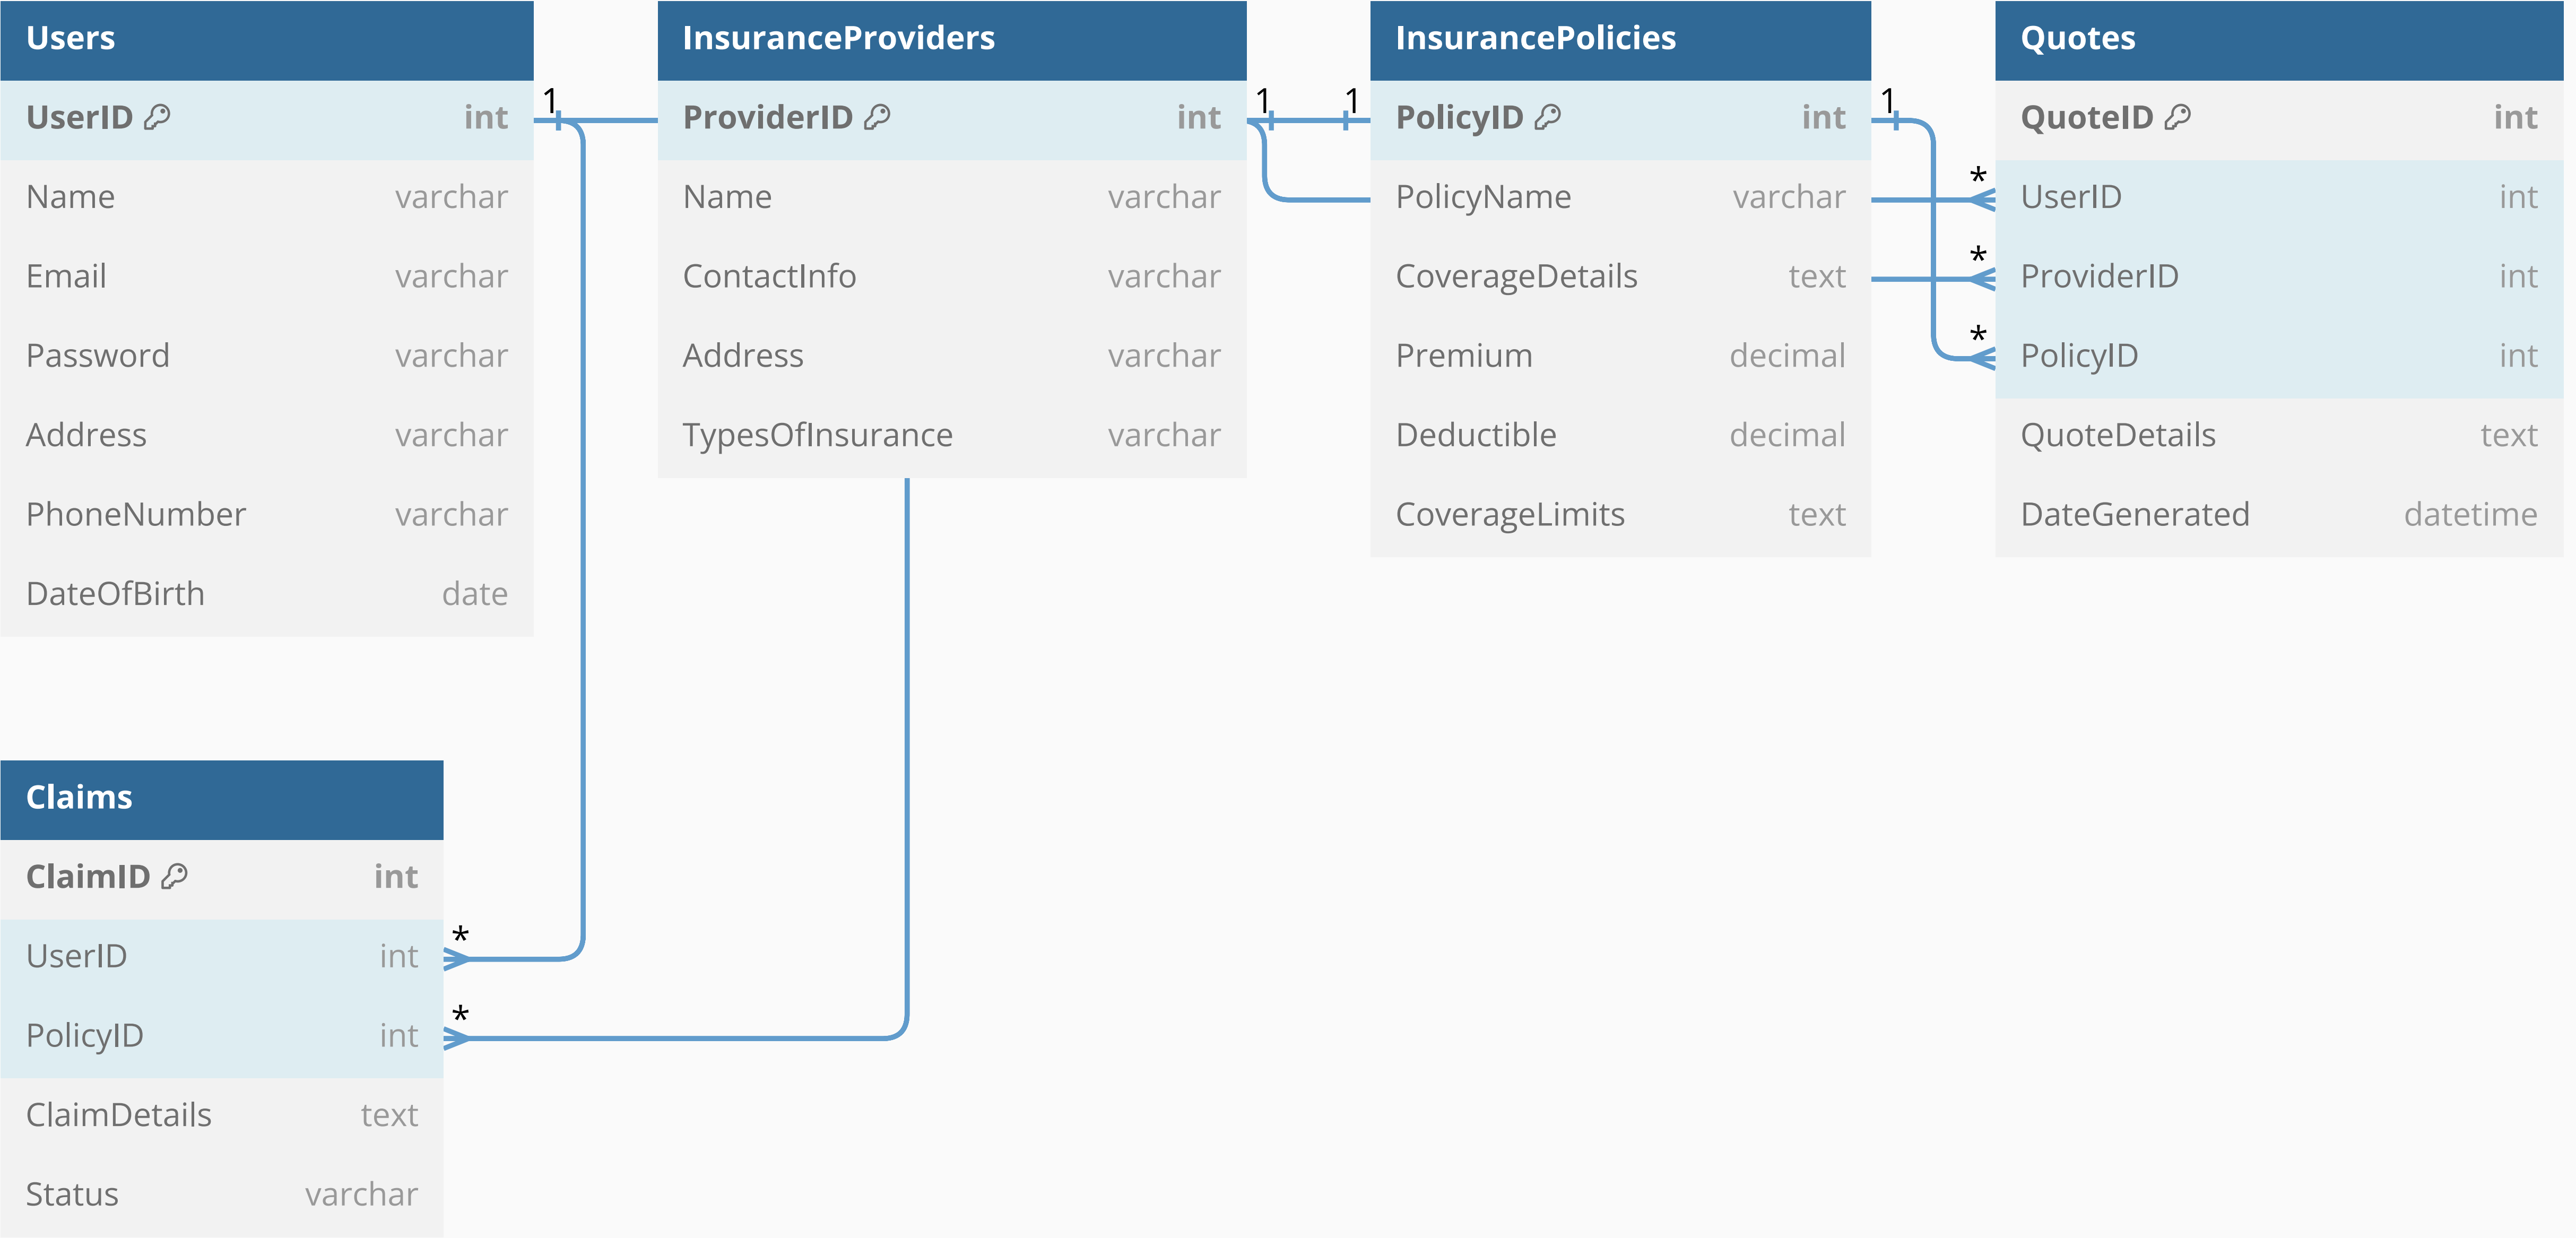 Users
UserID int
Name varchar
Email varchar
Password varchar
Address varchar
PhoneNumber varchar
DateOfBirth date
1
InsuranceProviders
ProviderID int
Name varchar
ContactInfo varchar
Address varchar
TypesOfInsurance varchar
1
1
InsurancePolicies
PolicyID int
PolicyName varchar
CoverageDetails text
Premium decimal
Deductible decimal
CoverageLimits text
1
*
*
*
Quotes
QuoteID int
UserID int
ProviderID int
PolicyID int
QuoteDetails text
DateGenerated datetime
Claims
ClaimID int
UserID int
PolicyID int
ClaimDetails text
Status varchar
*
*